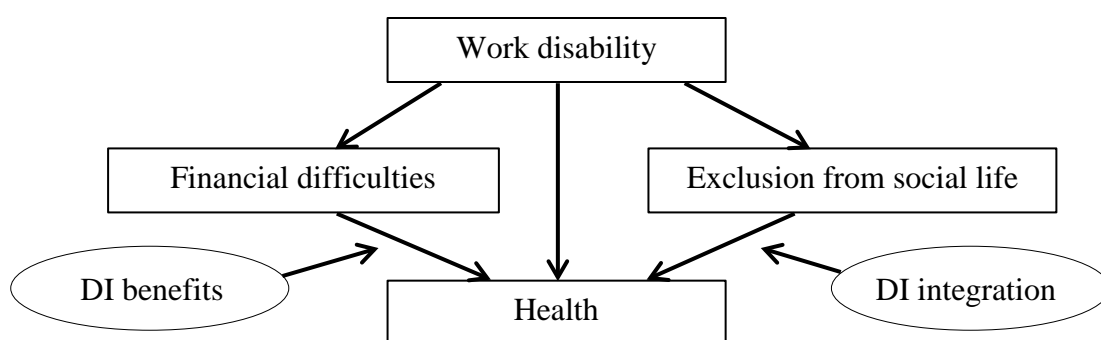 Work disability
Financial difficulties
Exclusion from social life
DI benefits
DI integration
Health